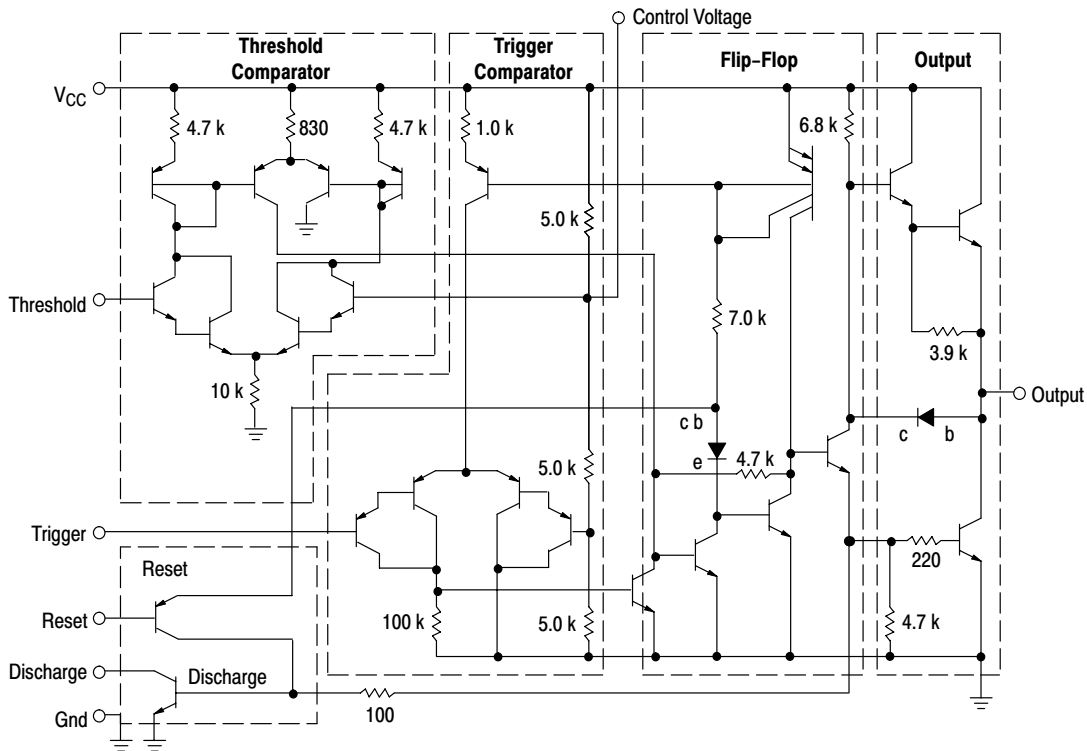 Control Voltage
Threshold
Comparator
Trigger
Comparator
Flip–Flop
Output
VCC
4.7 k
830
4.7 k
1.0 k
6.8 k
5.0 k
Threshold
7.0 k
3.9 k
10 k
Output
c b
c
b
e
4.7 k
5.0 k
Trigger
220
Reset
Reset
100 k
5.0 k
4.7 k
Discharge
Discharge
100
Gnd